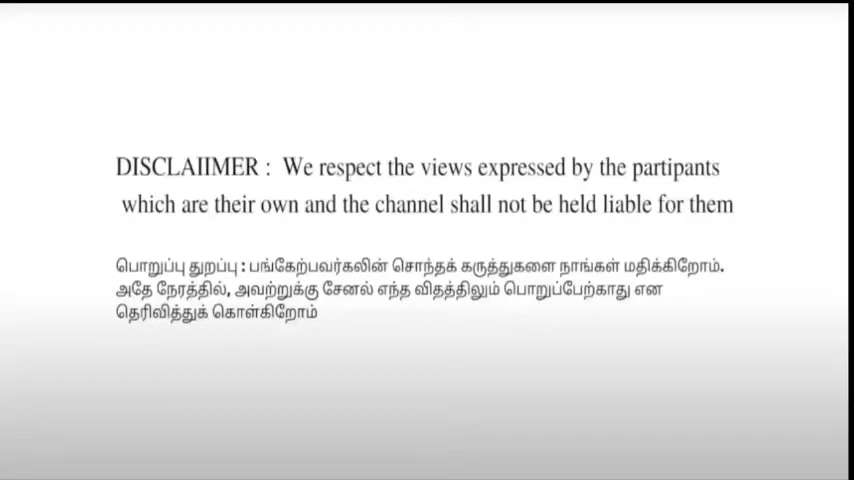 DISCLAIIMER : We respect the views expressed by the partipants
which are their own and the channel shall not be held liable for them
பொறுப்பு துறப்பு : பங்கேற்பவர்கலின் சொந்தக் கருத்துகளை நாங்கள் மதிக்கிறோம்.
அதே நேரத்தில், அவற்றுக்கு சேனல் எந்த விதத்திலும் பொறுப்பேற்காது என
தெரிவித்துக் கொள்கிறோம்